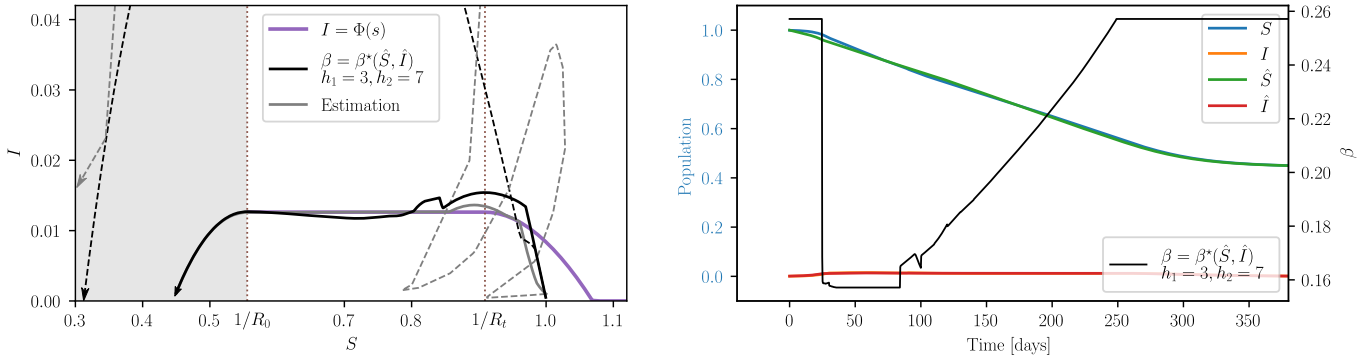 0.04
0.03
0.02
0.01
0.00
I
0.3
0.4
0.5
1/R₀
0.7
0.8
1/Rₜ
1.0
1.1
S
I = Φ(s)
β = β⋆(Ŝ, Î)
h₁ = 3, h₂ = 7
Estimation
1.0
0.8
0.6
0.4
0.2
0.0
Population
0
50
100
150
200
250
300
350
Time [days]
0.26
0.24
0.22
0.20
0.18
0.16
β
S
I
Ŝ
Î
β = β⋆(Ŝ, Î)
h₁ = 3, h₂ = 7